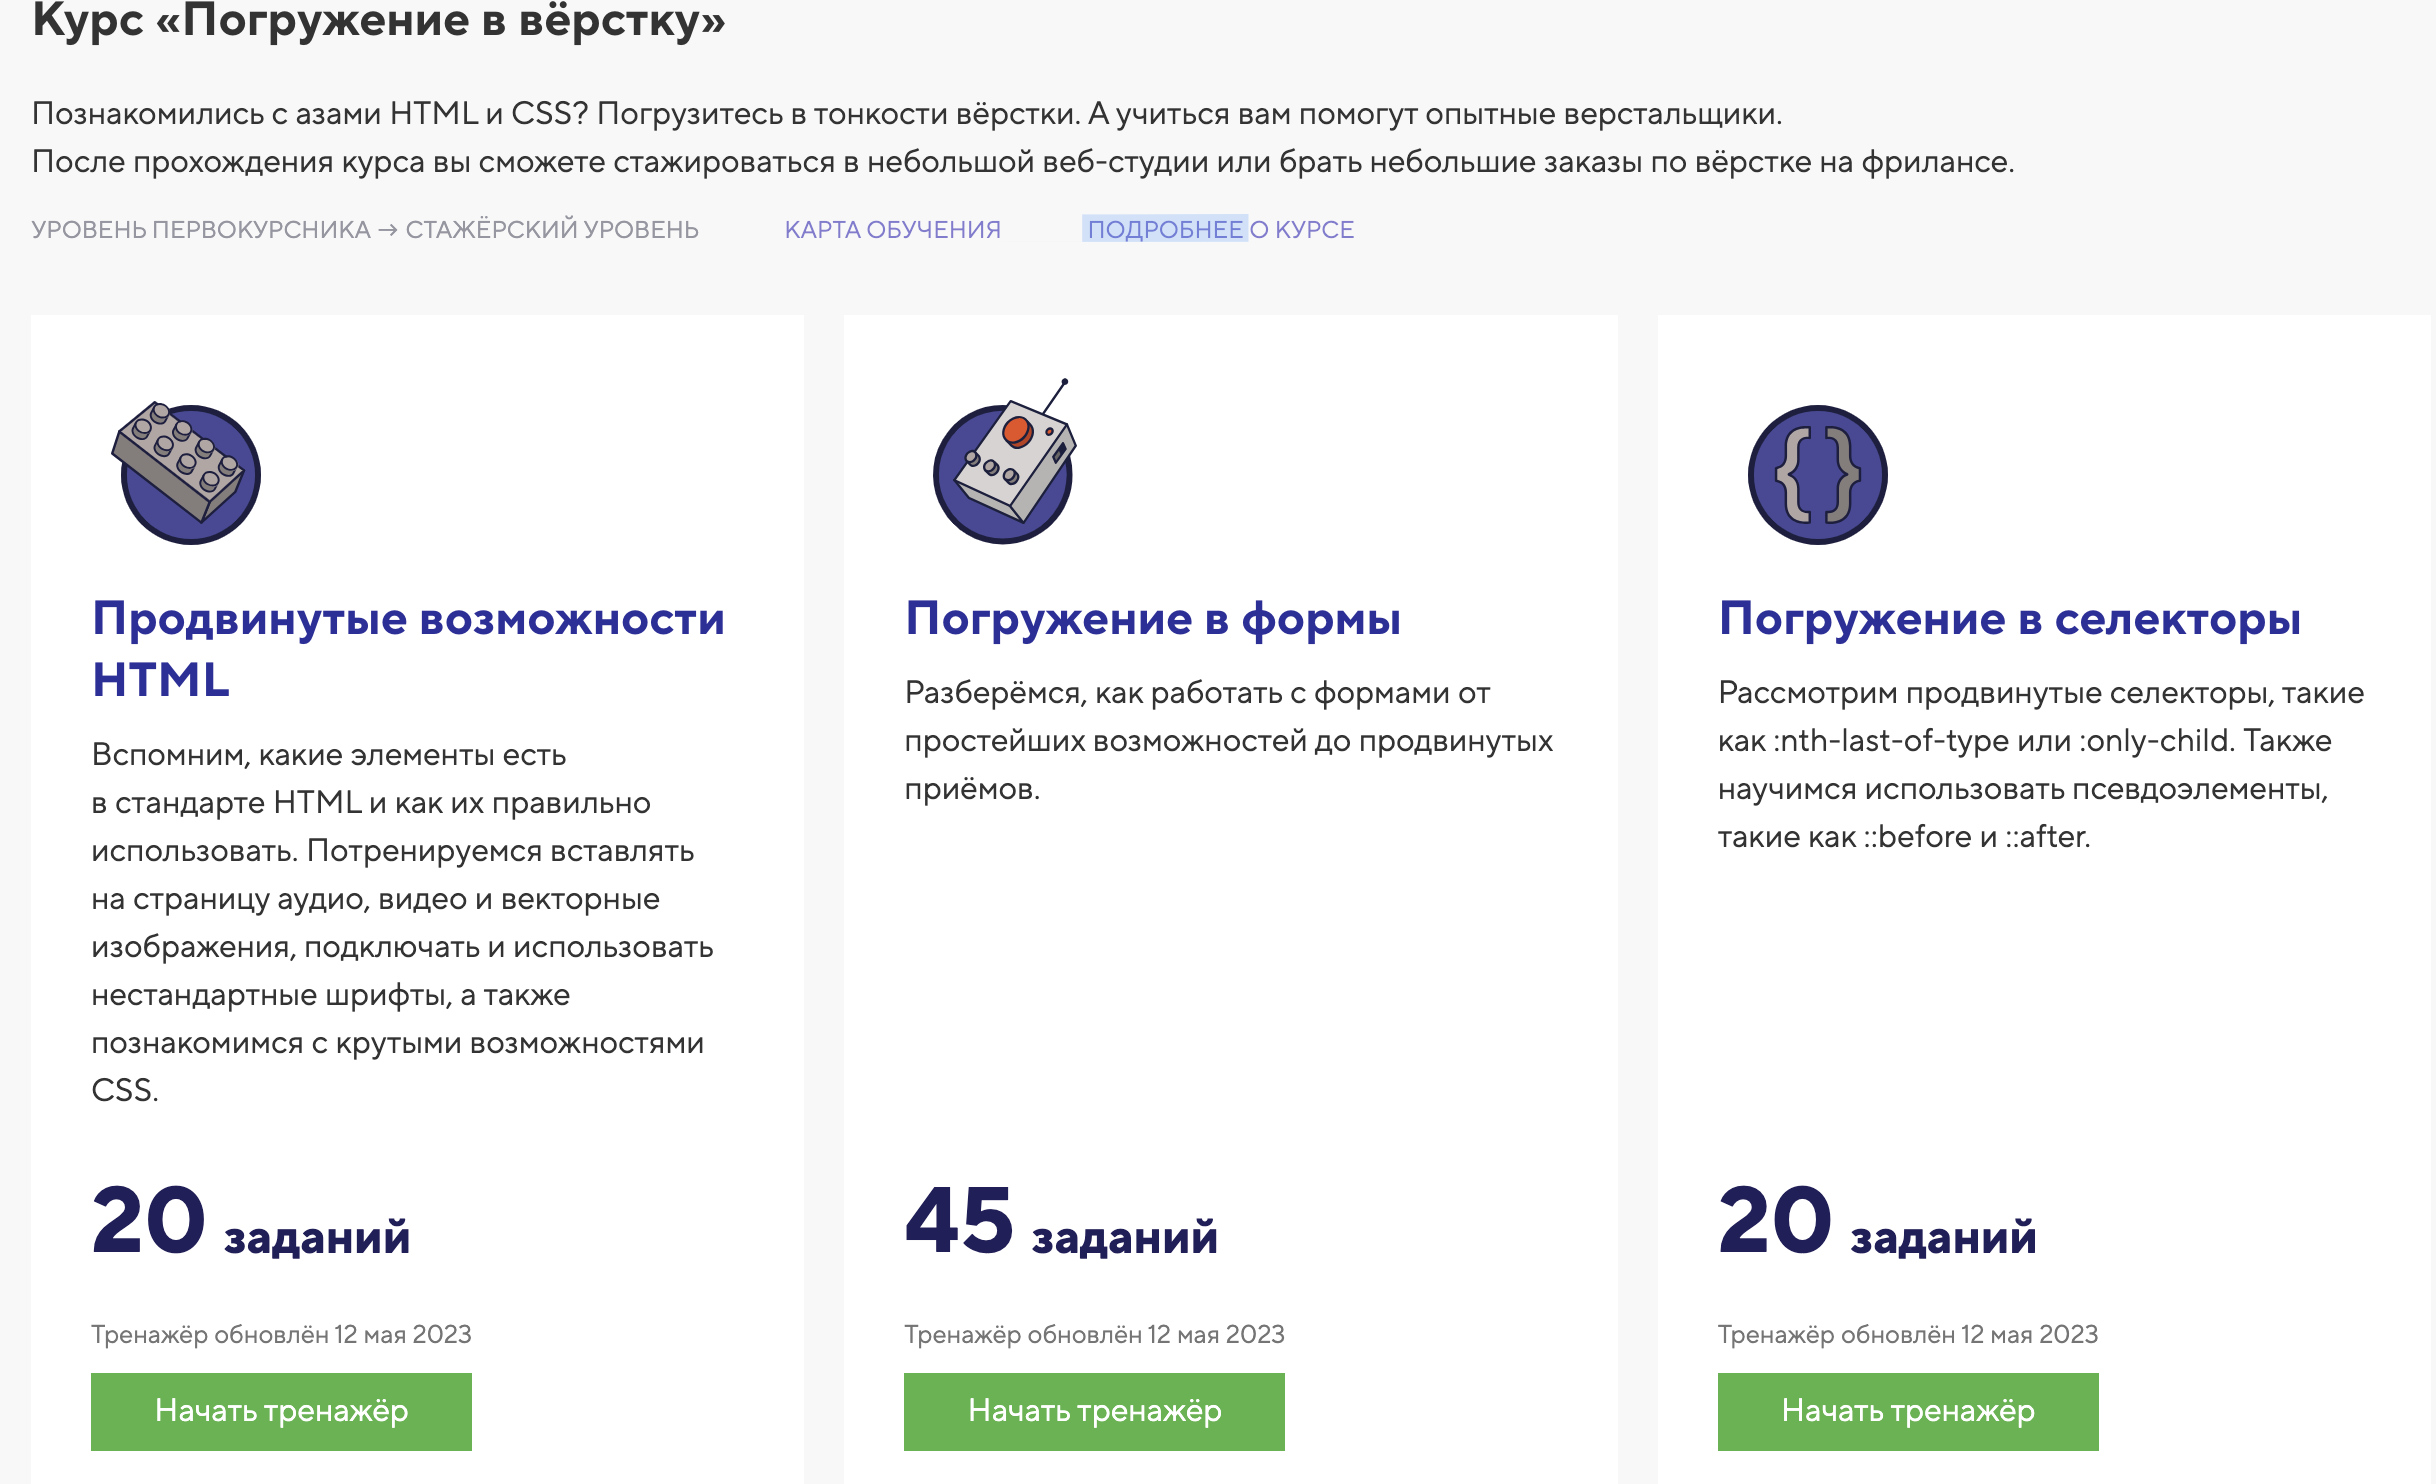 Курс «Погружение в вёрстку»
Познакомились с азами HTML и CSS? Погрузитесь в тонкости вёрстки. А учиться вам помогут опытные верстальщики.
После прохождения курса вы сможете стажироваться в небольшой веб-студии или брать небольшие заказы по вёрстке на фрилансе.
УРОВЕНЬ ПЕРВОКУРСНИКА → СТАЖЁРСКИЙ УРОВЕНЬ КАРТА ОБУЧЕНИЯ ПОДРОБНЕЕ О КУРСЕ
{ }
Продвинутые возможности
HTML
Вспомним, какие элементы есть
в стандарте HTML и как их правильно
использовать. Потренируемся вставлять
на страницу аудио, видео и векторные
изображения, подключать и использовать
нестандартные шрифты, а также
познакомимся с крутыми возможностями
CSS.
20 заданий
Тренажёр обновлён 12 мая 2023
Начать тренажёр
Погружение в формы
Разберёмся, как работать с формами от
простейших возможностей до продвинутых
приёмов.
45 заданий
Тренажёр обновлён 12 мая 2023
Начать тренажёр
Погружение в селекторы
Рассмотрим продвинутые селекторы, такие
как :nth-last-of-type или :only-child. Также
научимся использовать псевдоэлементы,
такие как ::before и ::after.
20 заданий
Тренажёр обновлён 12 мая 2023
Начать тренажёр